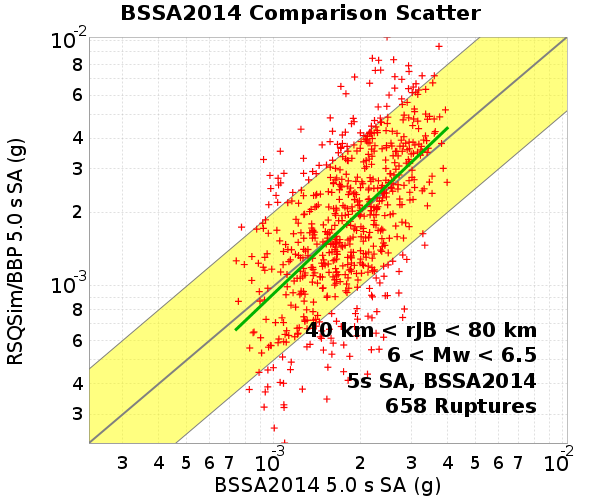 BSSA2014 Comparison Scatter
RSQSim/BBP 5.0 s SA (g)
10-2
8
6
4
3
2
10-3
8
6
4
3
40 km < rJB < 80 km
6 < Mw < 6.5
5s SA, BSSA2014
658 Ruptures
3 4 5 6 7 10-3 2 3 4 5 6 7 10-2
BSSA2014 5.0 s SA (g)